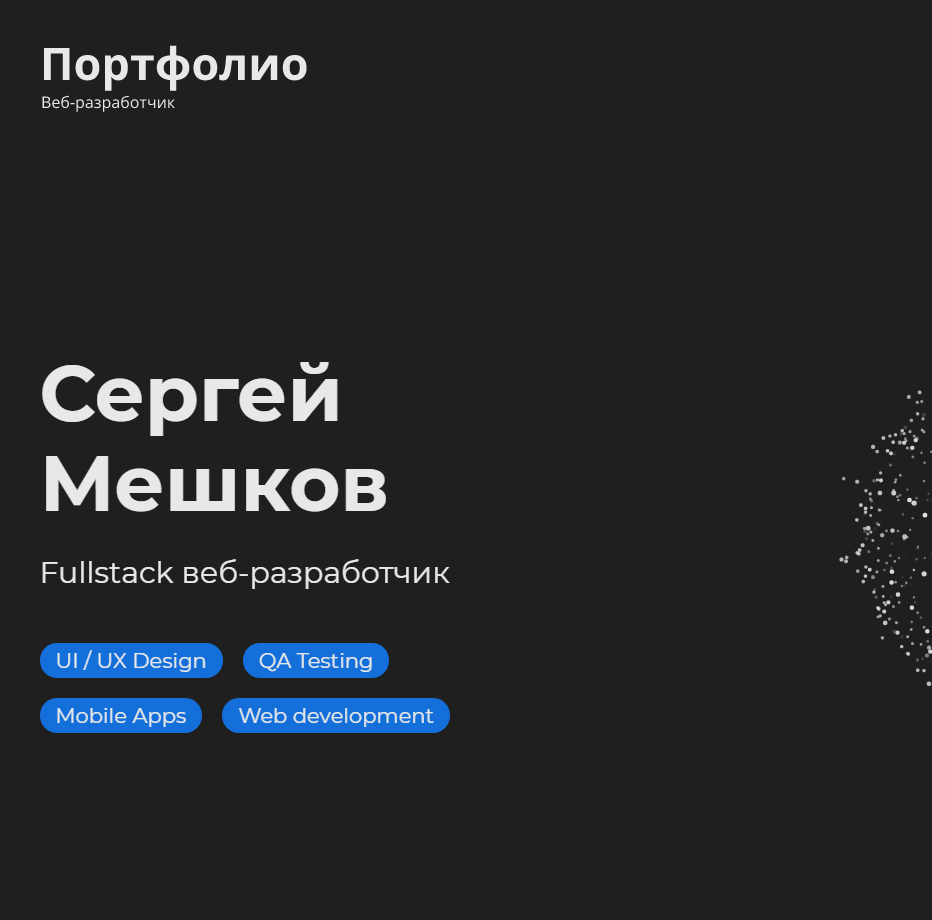 Портфолио
Веб-разработчик
Сергей
Мешков
Fullstack веб-разработчик
UI / UX Design
QA Testing
Mobile Apps
Web development